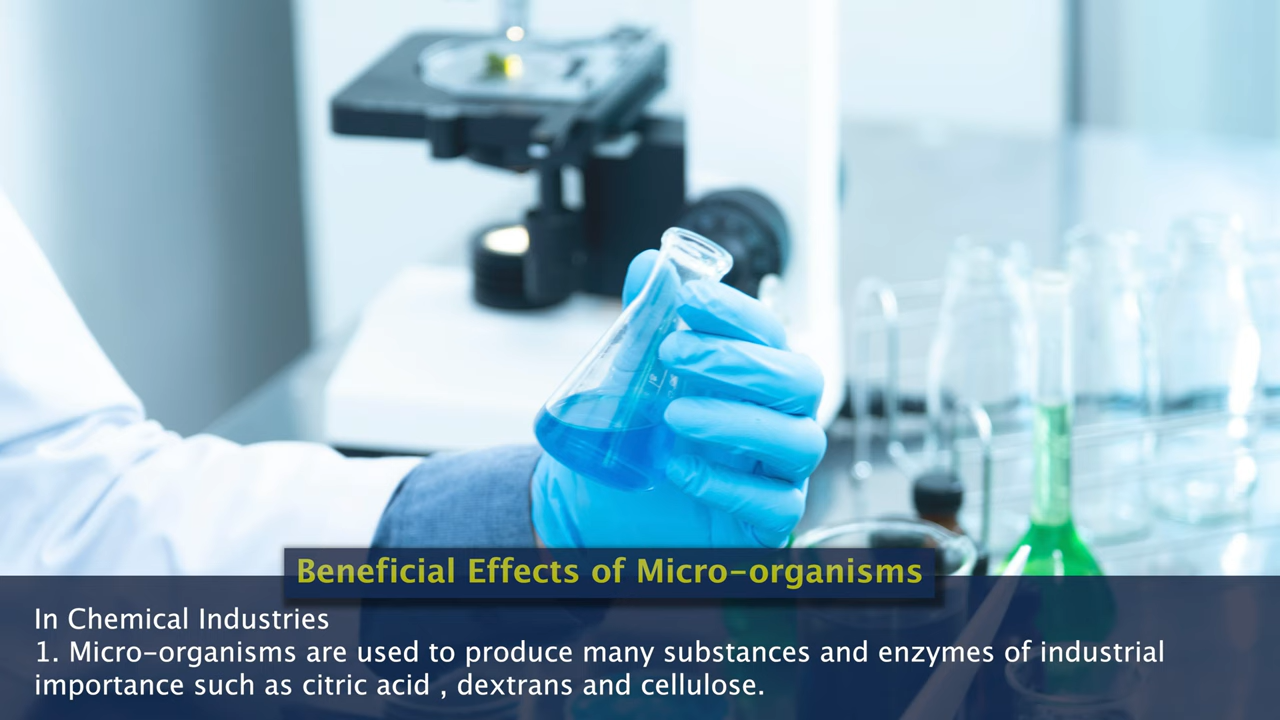 Beneficial Effects of Micro-organisms
In Chemical Industries
1. Micro-organisms are used to produce many substances and enzymes of industrial
importance such as citric acid , dextrans and cellulose.